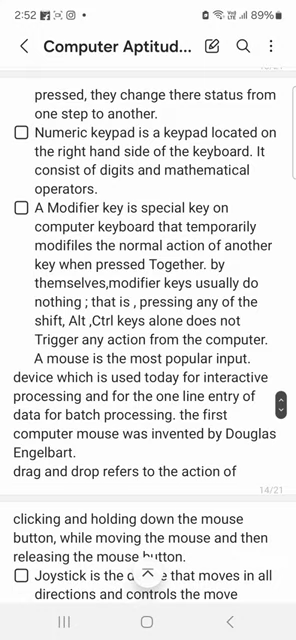 2:52
89%
Computer Aptitud...
pressed, they change there status from
one step to another.
Numeric keypad is a keypad located on
the right hand side of the keyboard. It
consist of digits and mathematical
operators.
A Modifier key is special key on
computer keyboard that temporarily
modifiles the normal action of another
key when pressed Together. by
themselves,modifier keys usually do
nothing ; that is , pressing any of the
shift, Alt ,Ctrl keys alone does not
Trigger any action from the computer.
A mouse is the most popular input.
device which is used today for interactive
processing and for the one line entry of
data for batch processing. the first
computer mouse was invented by Douglas
Engelbart.
drag and drop refers to the action of
14/21
clicking and holding down the mouse
button, while moving the mouse and then
releasing the mouse button.
Joystick is the that moves in all
directions and controls the move